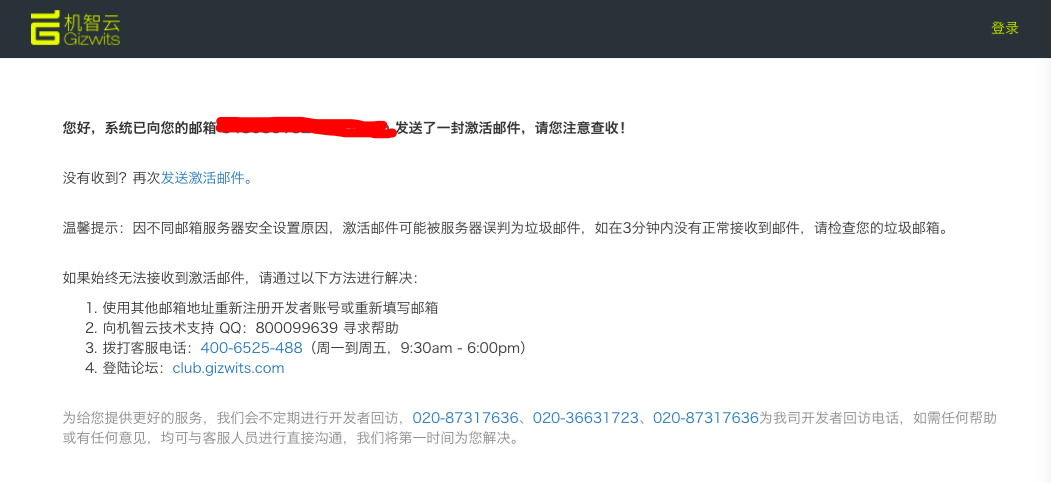 机智云
Gizwits
登录
您好，系统已向您的邮箱 发送了一封激活邮件，请您注意查收！
没有收到？再次发送激活邮件。
温馨提示：因不同邮箱服务器安全设置原因，激活邮件可能被服务器误判为垃圾邮件，如在3分钟内没有正常接收到邮件，请检查您的垃圾邮箱。
如果始终无法接收到激活邮件，请通过以下方法进行解决：
1. 使用其他邮箱地址重新注册开发者账号或重新填写邮箱
2. 向机智云技术支持 QQ：800099639 寻求帮助
3. 拨打客服电话：400-6525-488（周一到周五，9:30am - 6:00pm）
4. 登陆论坛：club.gizwits.com
为给您提供更好的服务，我们会不定期进行开发者回访，020-87317636、020-36631723、020-87317636为我司开发者回访电话，如需任何帮助
或有任何意见，均可与客服人员进行直接沟通，我们将第一时间为您解决。